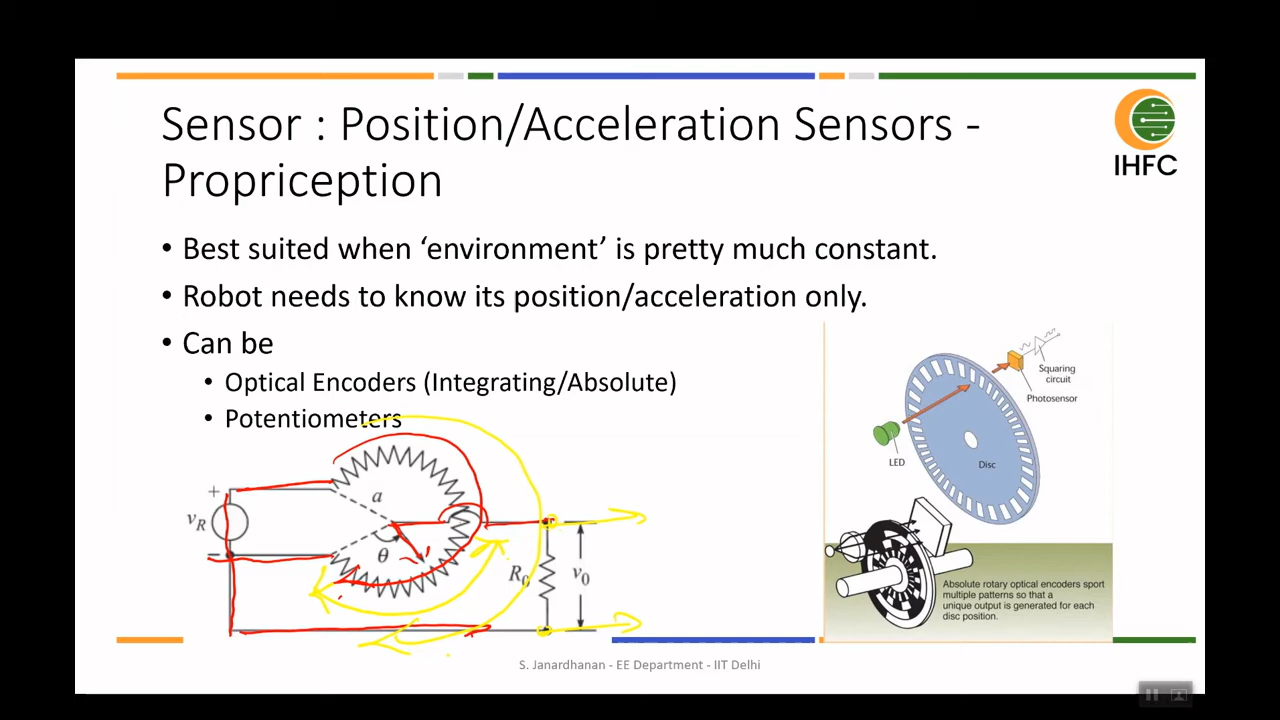 Sensor : Position/Acceleration Sensors -
Propriception
IHFC
• Best suited when ‘environment’ is pretty much constant.
• Robot needs to know its position/acceleration only.
• Can be
• Optical Encoders (Integrating/Absolute)
• Potentiometers
+
vR
−
a
θ
R0
v0
Squaring
circuit
Photosensor
LED
Disc
Absolute rotary optical encoders sport
multiple patterns so that a
unique output is generated for each
disc position.
S. Janardhanan - EE Department - IIT Delhi